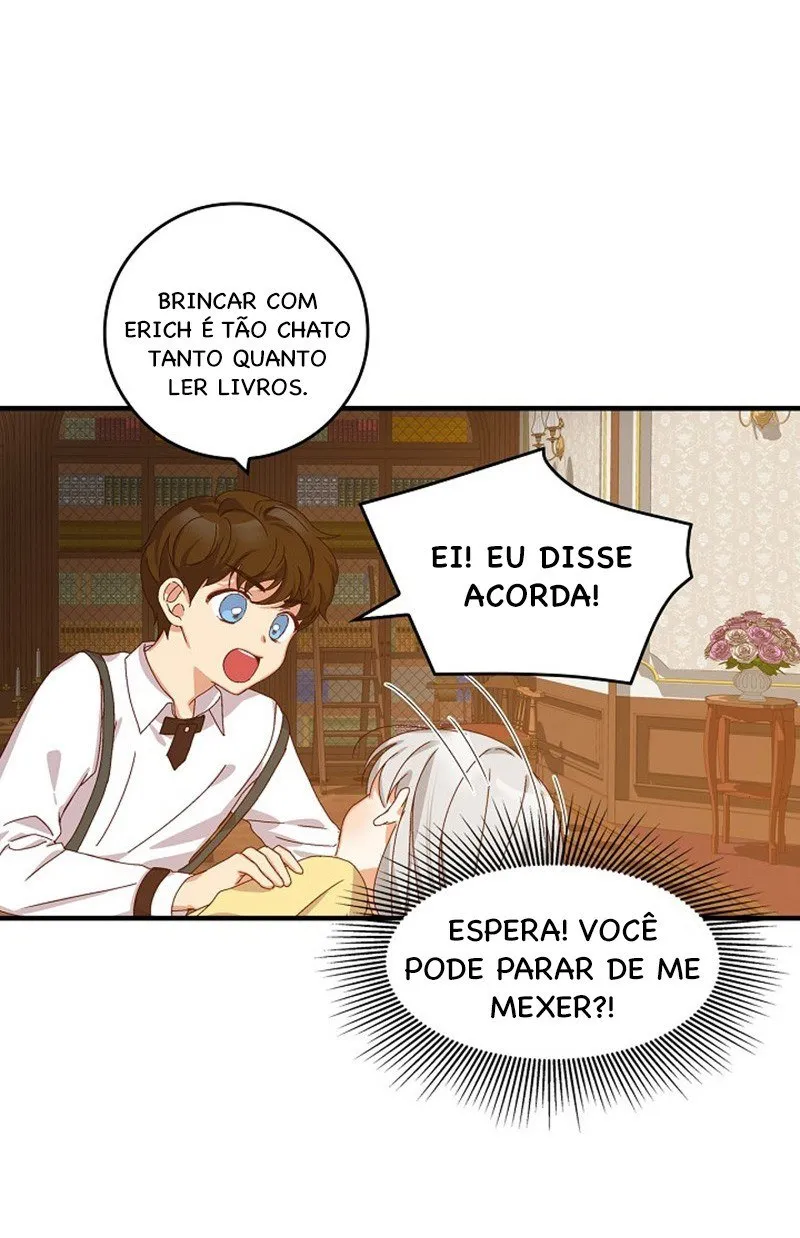 BRINCAR COM
ERICH É TÃO CHATO
TANTO QUANTO
LER LIVROS.
EI! EU DISSE
ACORDA!
ESPERA! VOCÊ
PODE PARAR DE ME
MEXER?!